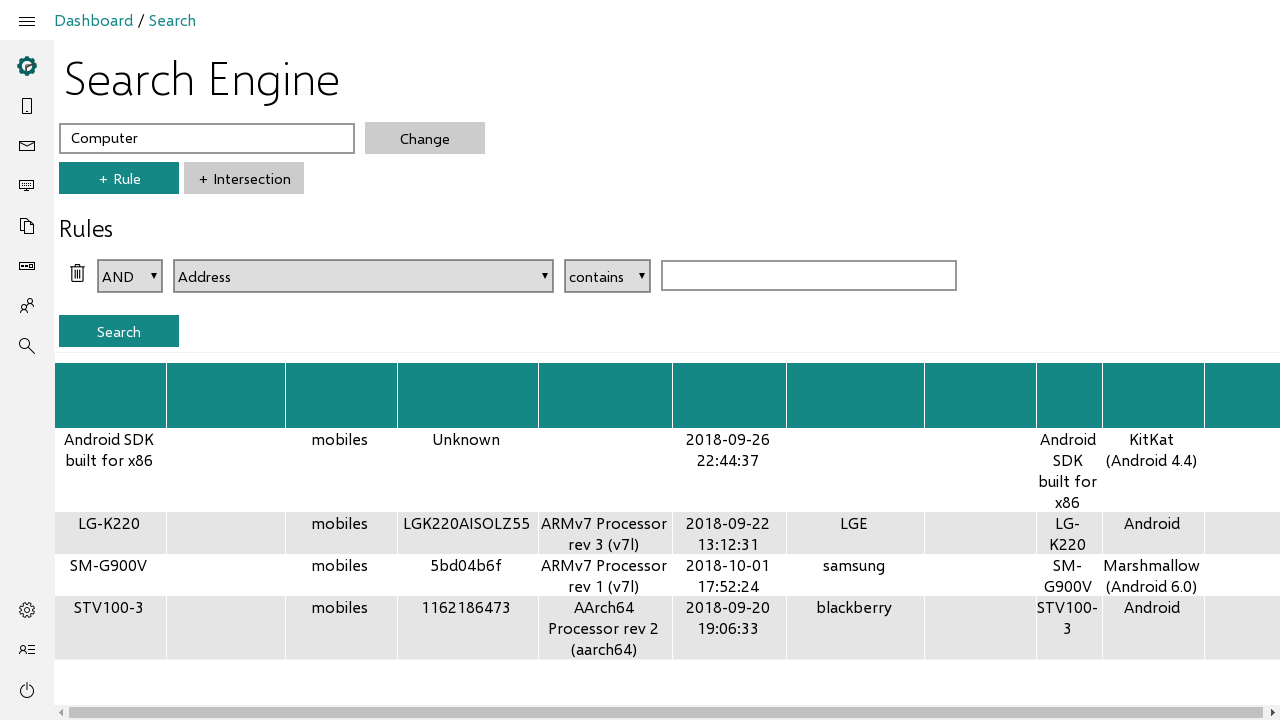 Dashboard / Search
Search Engine
Computer
Change
+ Rule
+ Intersection
Rules
AND
Address
contains
Search
Android SDK built for x86 mobiles Unknown 2018-09-26 22:44:37 Android SDK built for x86 KitKat (Android 4.4)
LG-K220 mobiles LGK220AISOLZ55 ARMv7 Processor rev 3 (v7l) 2018-09-22 13:12:31 LGE LG-K220 Android
SM-G900V mobiles 5bd04b6f ARMv7 Processor rev 1 (v7l) 2018-10-01 17:52:24 samsung SM-G900V Marshmallow (Android 6.0)
STV100-3 mobiles 1162186473 AArch64 Processor rev 2 (aarch64) 2018-09-20 19:06:33 blackberry STV100-3 Android